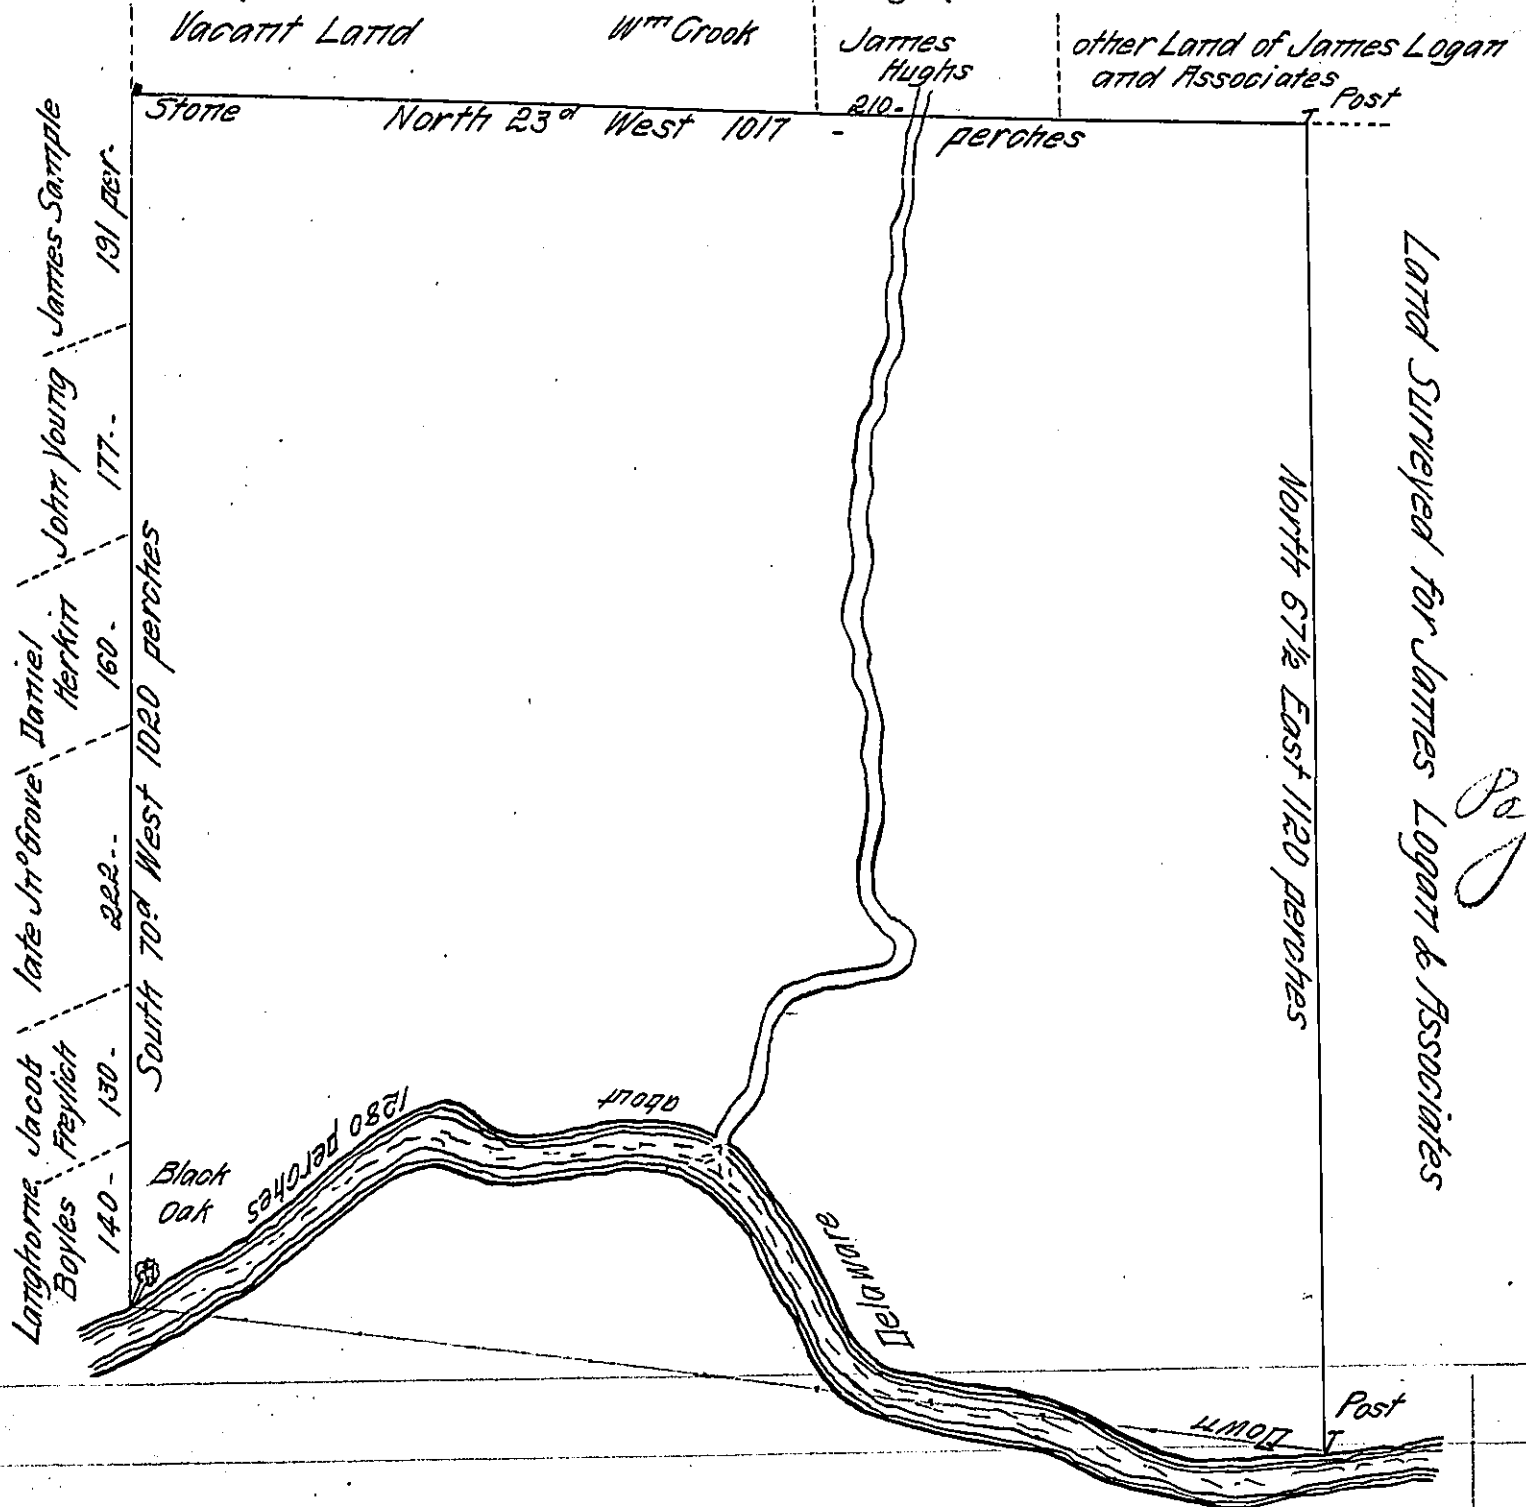 Vacant Land
Wm Crook
James
Hughs
other Land of James Logan
and Associates
Post
Stone
North 23d West 1017 - perches
210-
James Sample
191 per.
John Young
177--
Daniel
Herkin
160-
late Jno Grove
222--
Jacob
Freylich
130-
Langhorne
Boyles
140-
South 70d West 1020 perches
North 67½ East 1120 perches
Land Surveyed for James Logan & Associates
Black
Oak
Down
Delaware
about
1280 perches
Post